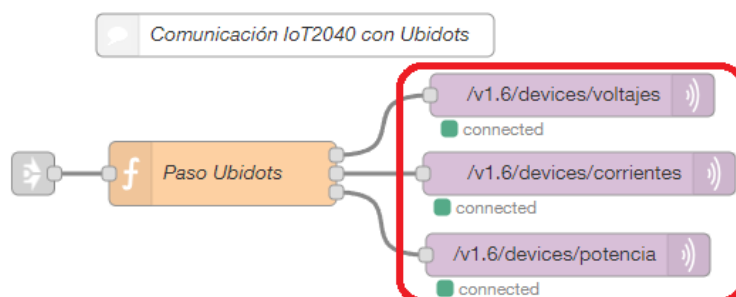 Comunicación IoT2040 con Ubidots
/v1.6/devices/voltajes
connected
f
Paso Ubidots
/v1.6/devices/corrientes
connected
/v1.6/devices/potencia
connected